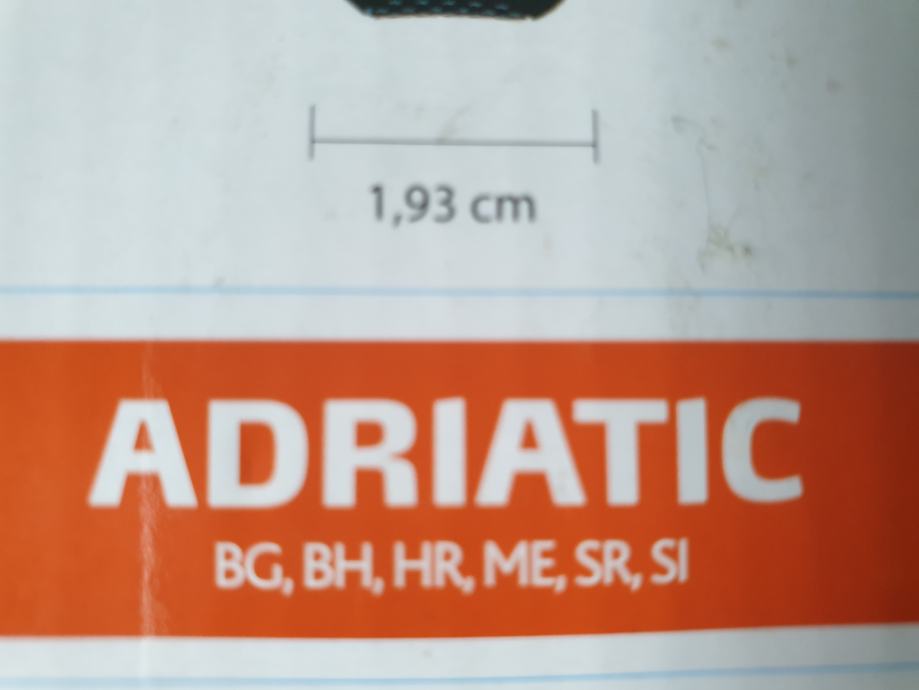 1,93 cm
ADRIATIC
BG, BH, HR, ME, SR, SI